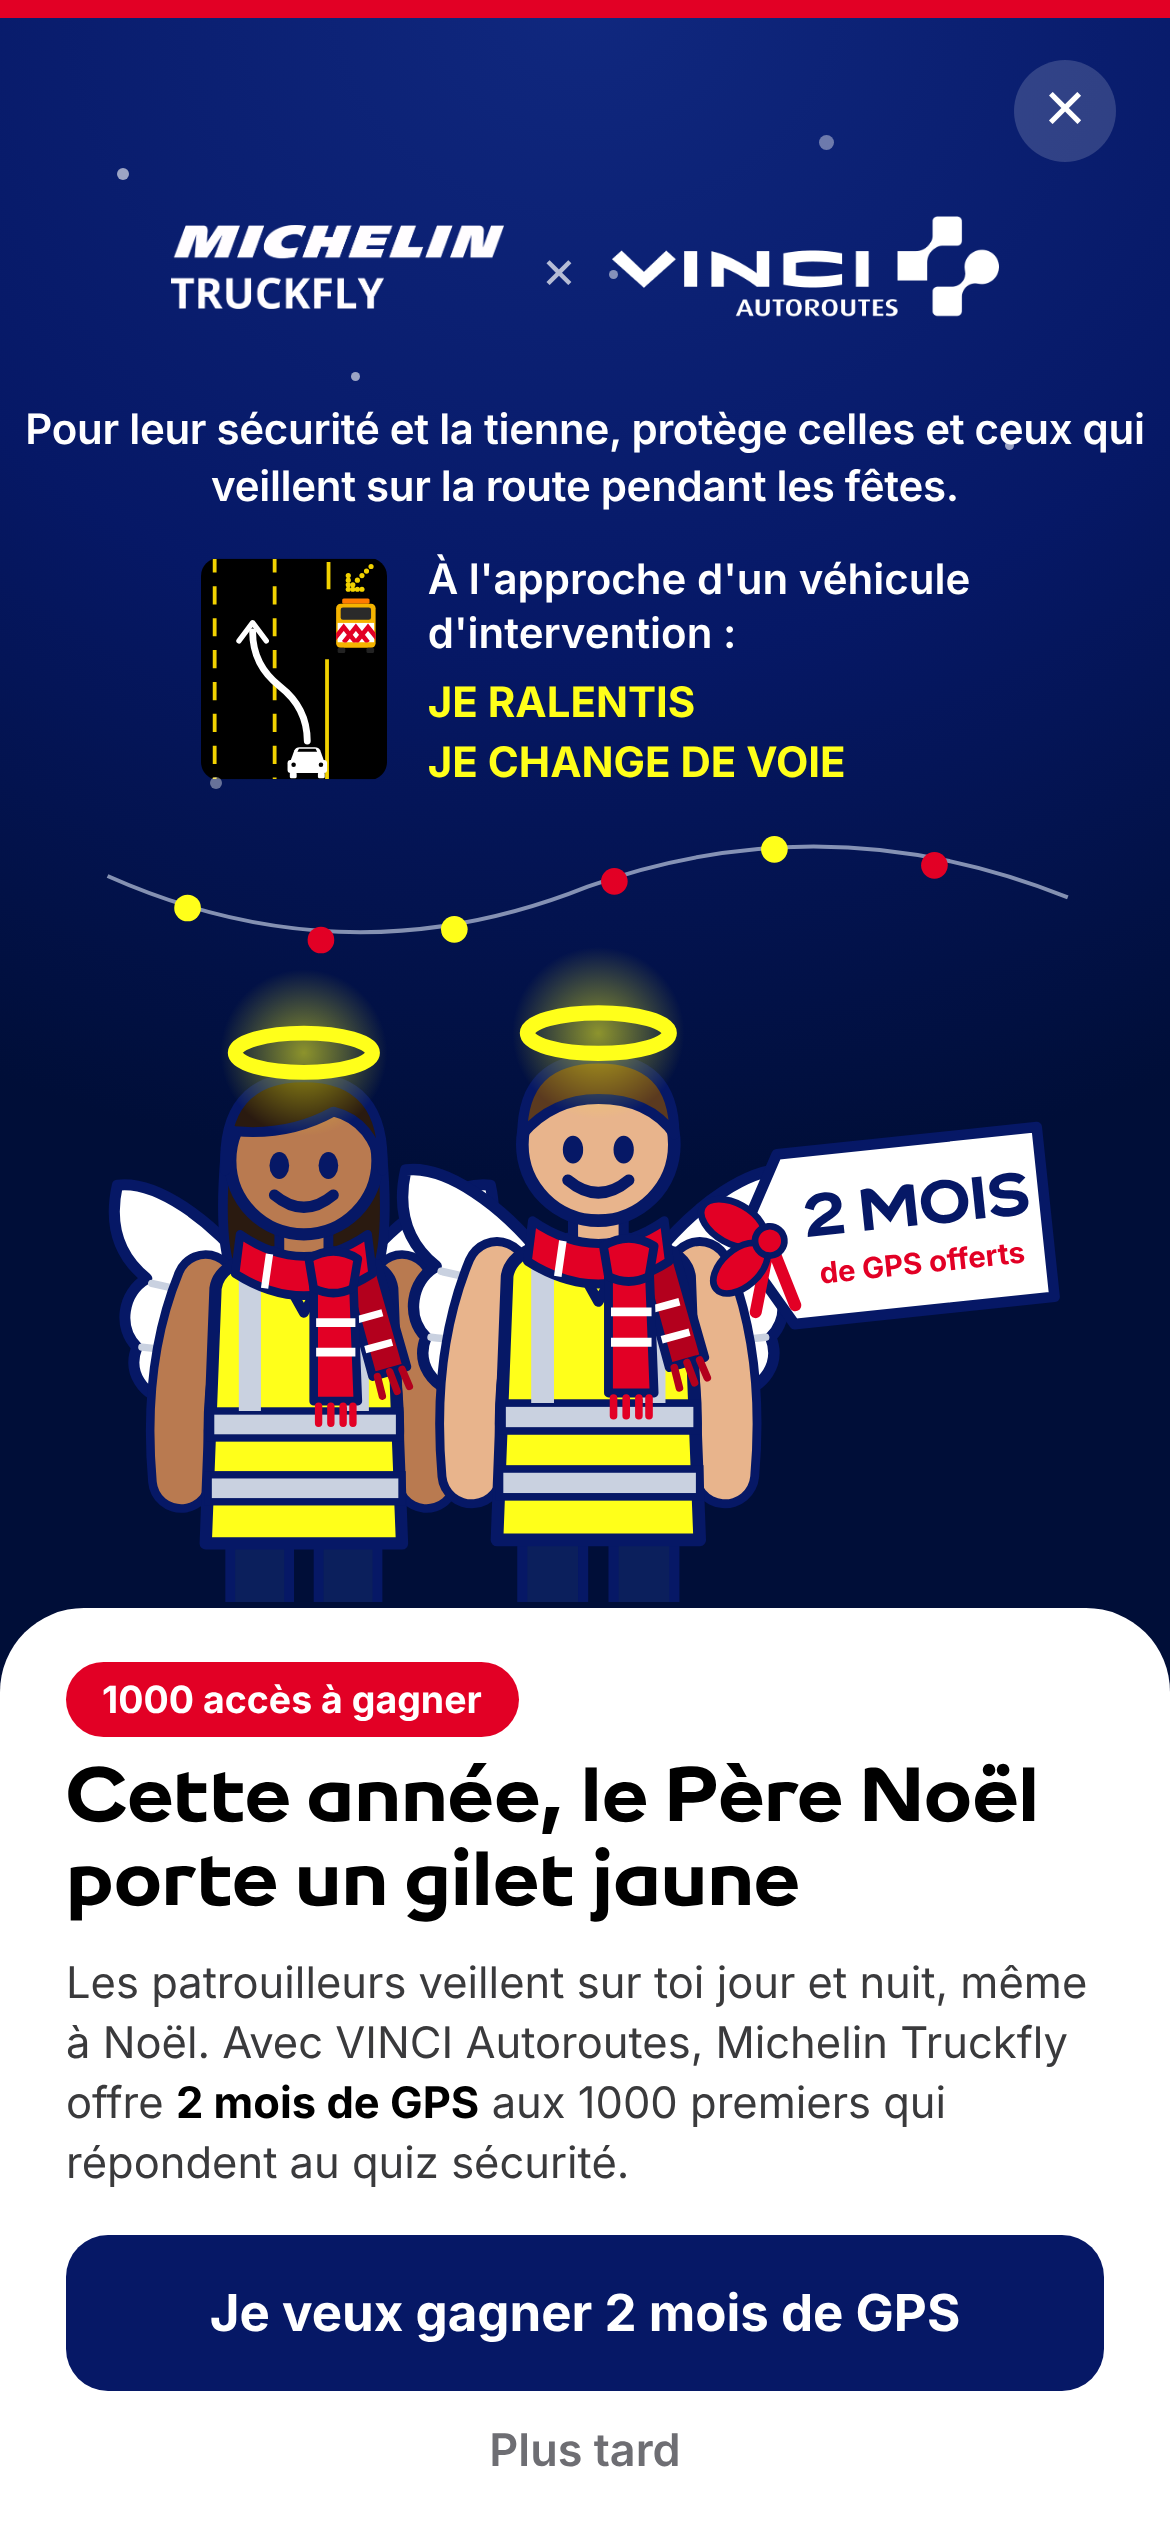 MICHELIN
TRUCKFLY
×
VINCI
AUTOROUTES
Pour leur sécurité et la tienne, protège celles et ceux qui
veillent sur la route pendant les fêtes.
À l'approche d'un véhicule
d'intervention :
JE RALENTIS
JE CHANGE DE VOIE
2 MOIS
de GPS offerts
1000 accès à gagner
Cette année, le Père Noël
porte un gilet jaune
Les patrouilleurs veillent sur toi jour et nuit, même
à Noël. Avec VINCI Autoroutes, Michelin Truckfly
offre 2 mois de GPS aux 1000 premiers qui
répondent au quiz sécurité.
Je veux gagner 2 mois de GPS
Plus tard